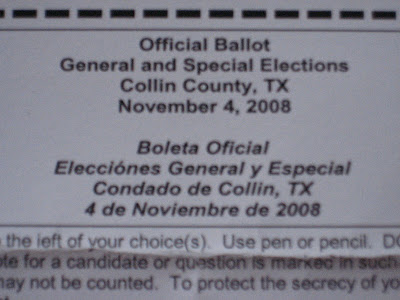 Official Ballot
General and Special Elections
Collin County, TX
November 4, 2008
Boleta Oficial
Elecciónes General y Especial
Condado de Collin, TX
4 de Noviembre de 2008
the left of your choice(s). Use pen or pencil.
for a candidate or question is marked in such
may not be counted. To protect the secrecy of